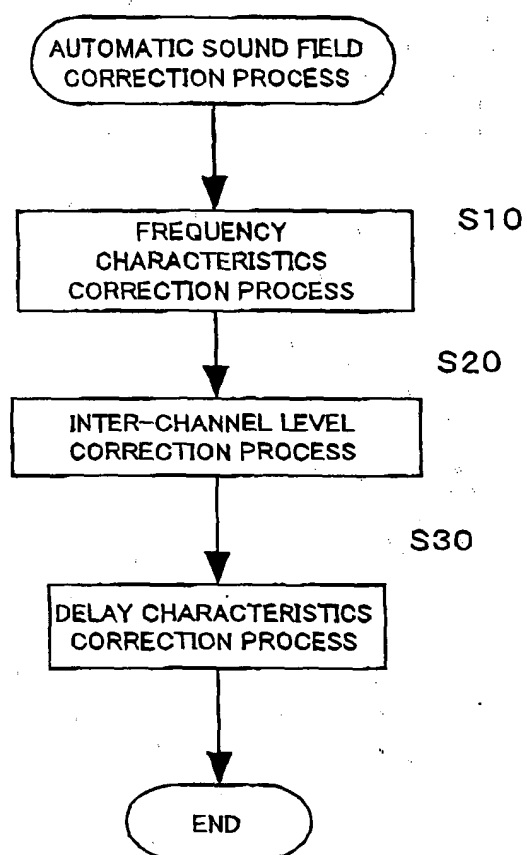 AUTOMATIC SOUND FIELD
CORRECTION PROCESS
S10
FREQUENCY
CHARACTERISTICS
CORRECTION PROCESS
S20
INTER-CHANNEL LEVEL
CORRECTION PROCESS
S30
DELAY CHARACTERISTICS
CORRECTION PROCESS
END